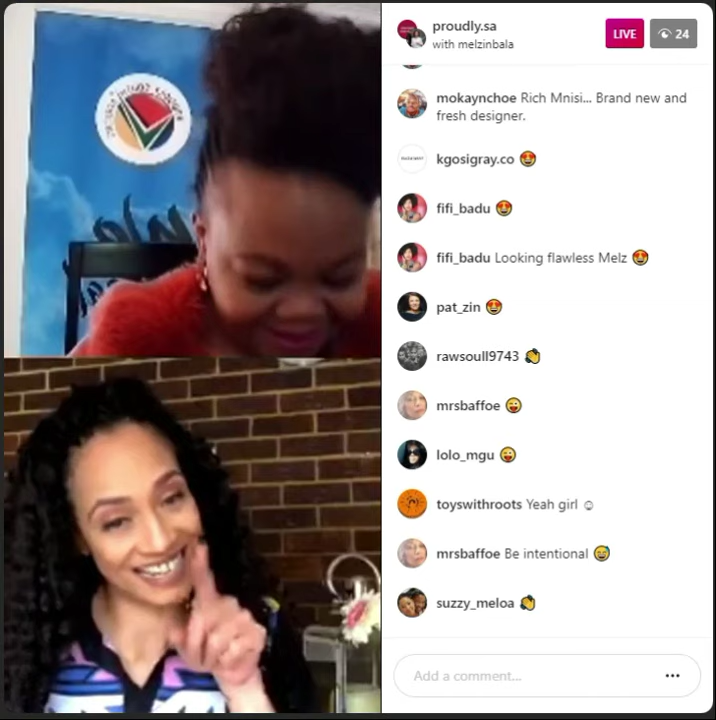 proudly.sa
with melzinbala
LIVE
24
mokaynchoe Rich Mnisi... Brand new and
fresh designer.
kgosigray.co 😍
fifi_badu 😍
fifi_badu Looking flawless Melz 😍
pat_zin 😍
rawsoull9743 👏
mrsbaffoe 😜
lolo_mgu 😜
toyswithroots Yeah girl ☺
mrsbaffoe Be intentional 😅
suzzy_meloa 👏
Add a comment...